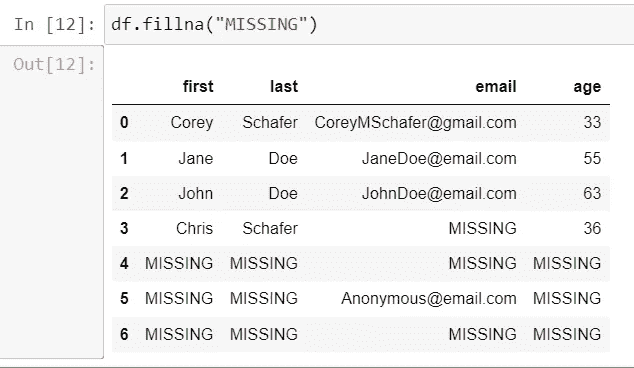 In [12]: df.fillna("MISSING")
Out[12]:
first last email age
0 Corey Schafer CoreyMSchafer@gmail.com 33
1 Jane Doe JaneDoe@email.com 55
2 John Doe JohnDoe@email.com 63
3 Chris Schafer MISSING 36
4 MISSING MISSING MISSING MISSING
5 MISSING MISSING Anonymous@email.com MISSING
6 MISSING MISSING MISSING MISSING